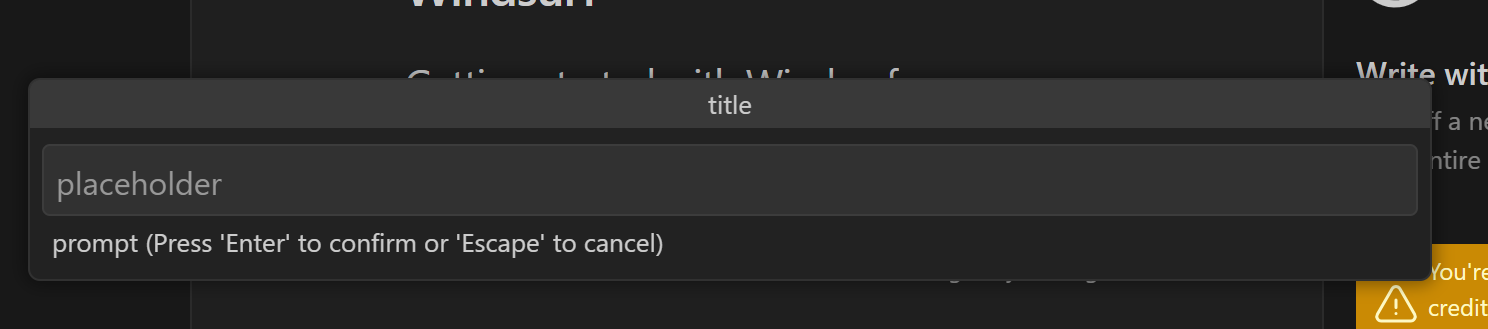 Windsurf
Write wit
title
ff a ne
placeholder
ntire
prompt (Press 'Enter' to confirm or 'Escape' to cancel)
You're
credit